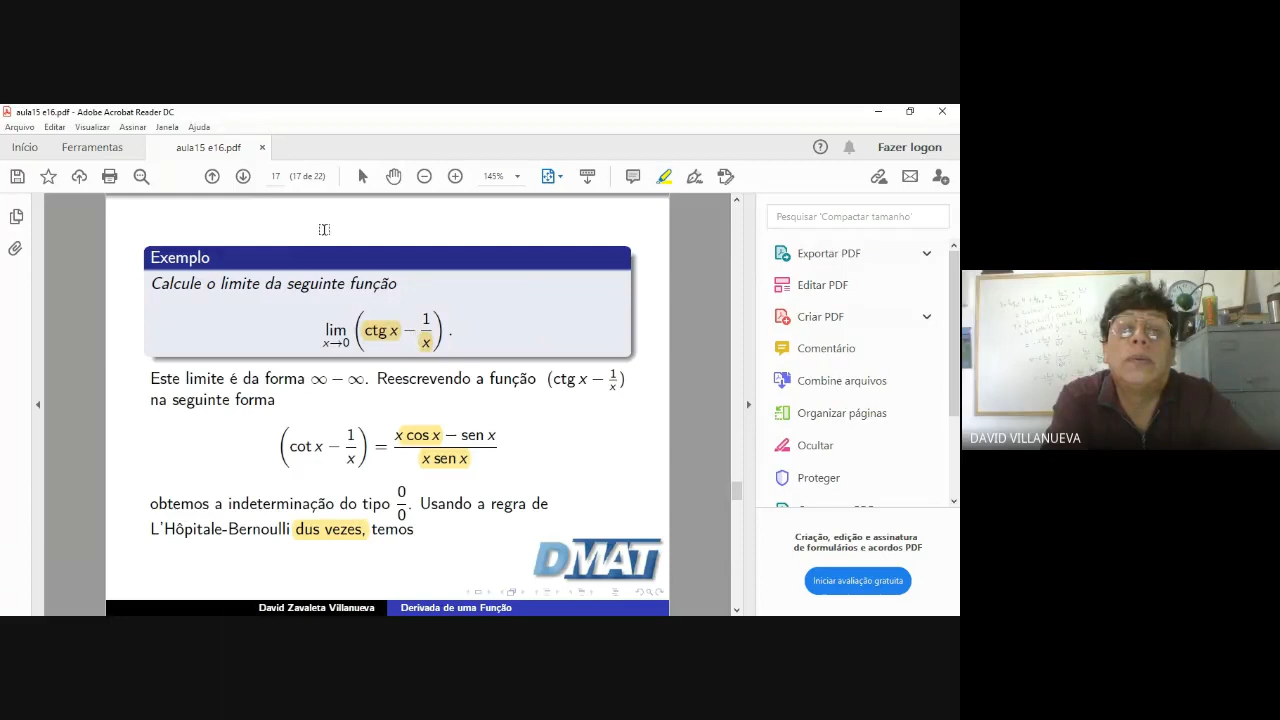 aula15 e16.pdf - Adobe Acrobat Reader DC
Arquivo Editar Visualizar Assinar Janela Ajuda
Início Ferramentas aula15 e16.pdf × Fazer logon
17 (17 de 22) 145%
Exemplo
Calcule o limite da seguinte função
lim x→0 (ctg x − 1/x).
Este limite é da forma ∞ − ∞. Reescrevendo a função (ctg x − 1/x)
na seguinte forma
(cot x − 1/x) = (x cos x − sen x)/(x sen x)
obtemos a indeterminação do tipo 0/0. Usando a regra de
L'Hôpitale-Bernoulli dus vezes, temos
DMAT
David Zavaleta Villanueva Derivada de uma Função
Pesquisar 'Compactar tamanho'
Exportar PDF
Editar PDF
Criar PDF
Comentário
Combine arquivos
Organizar páginas
Ocultar
Proteger
Criação, edição e assinatura
de formulários e acordos PDF
Iniciar avaliação gratuita
DAVID VILLANUEVA